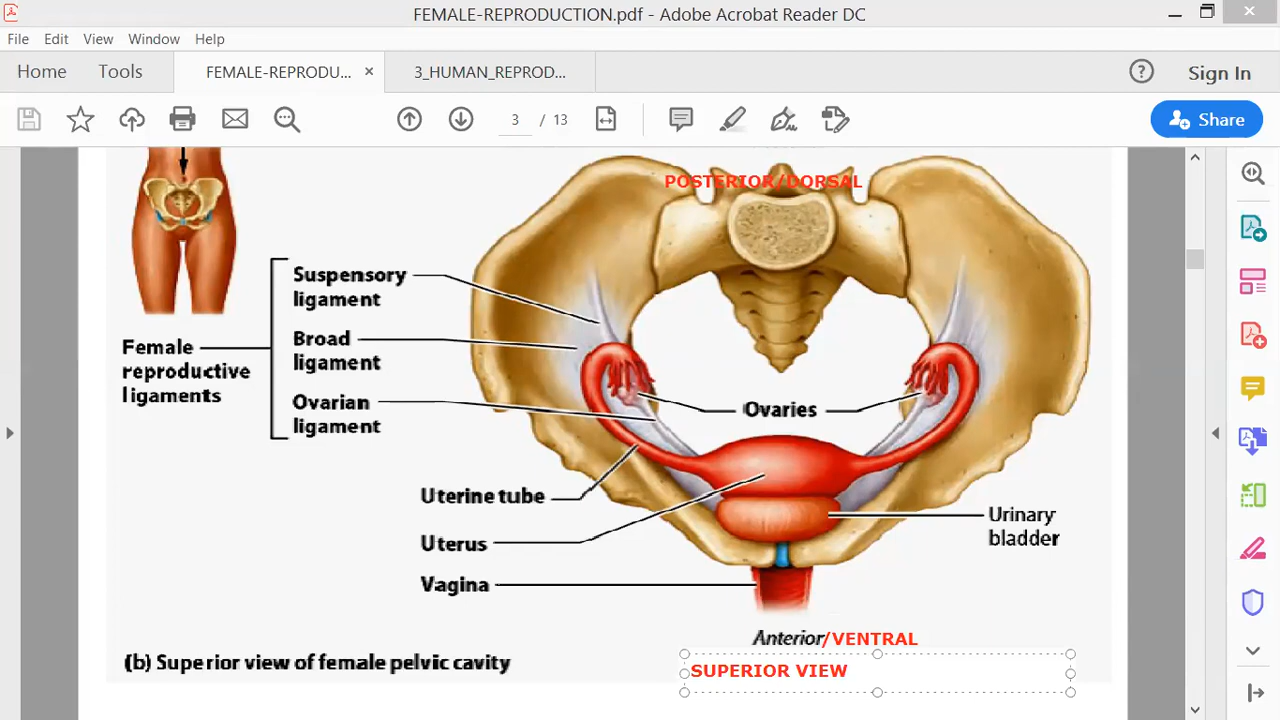 FEMALE-REPRODUCTION.pdf - Adobe Acrobat Reader DC
File Edit View Window Help
Home Tools FEMALE-REPRODU... × 3_HUMAN_REPROD... Sign In
3 / 13 Share
POSTERIOR/DORSAL
Suspensory
ligament
Broad
ligament
Female
reproductive
ligaments
Ovarian
ligament
Ovaries
Uterine tube
Urinary
bladder
Uterus
Vagina
Anterior/VENTRAL
(b) Superior view of female pelvic cavity
SUPERIOR VIEW